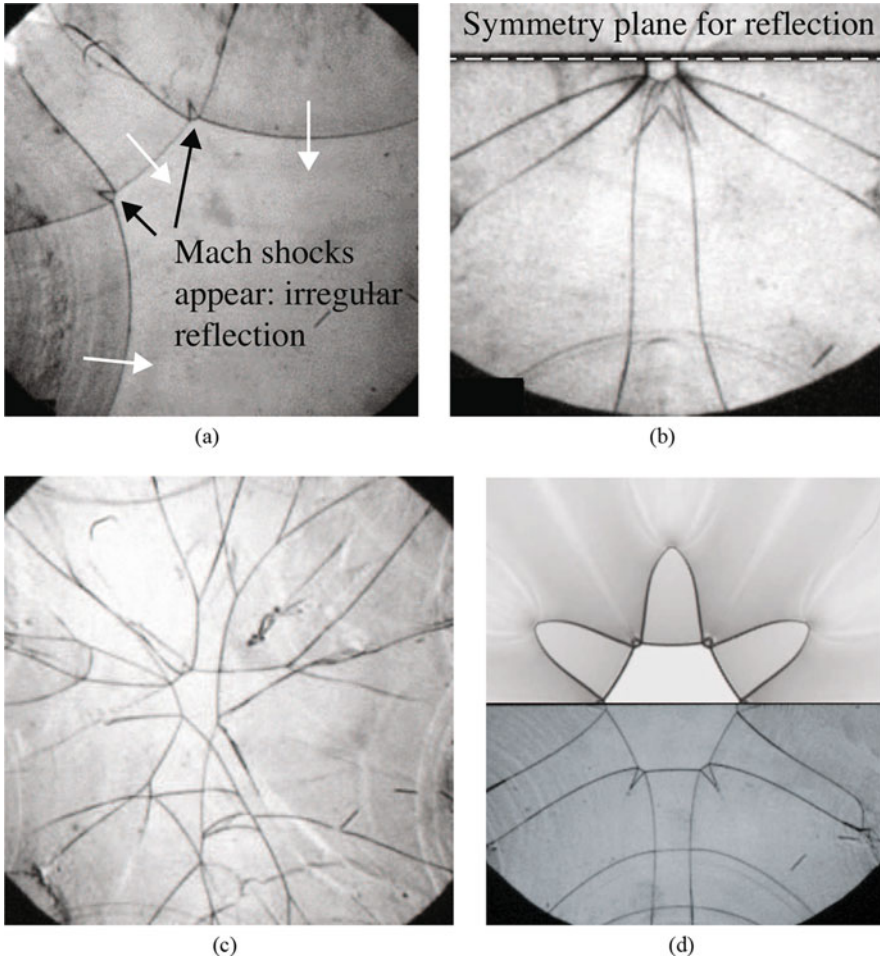 Symmetry plane for reflection
Mach shocks
appear: irregular
reflection
(a)
(b)
(c)
(d)